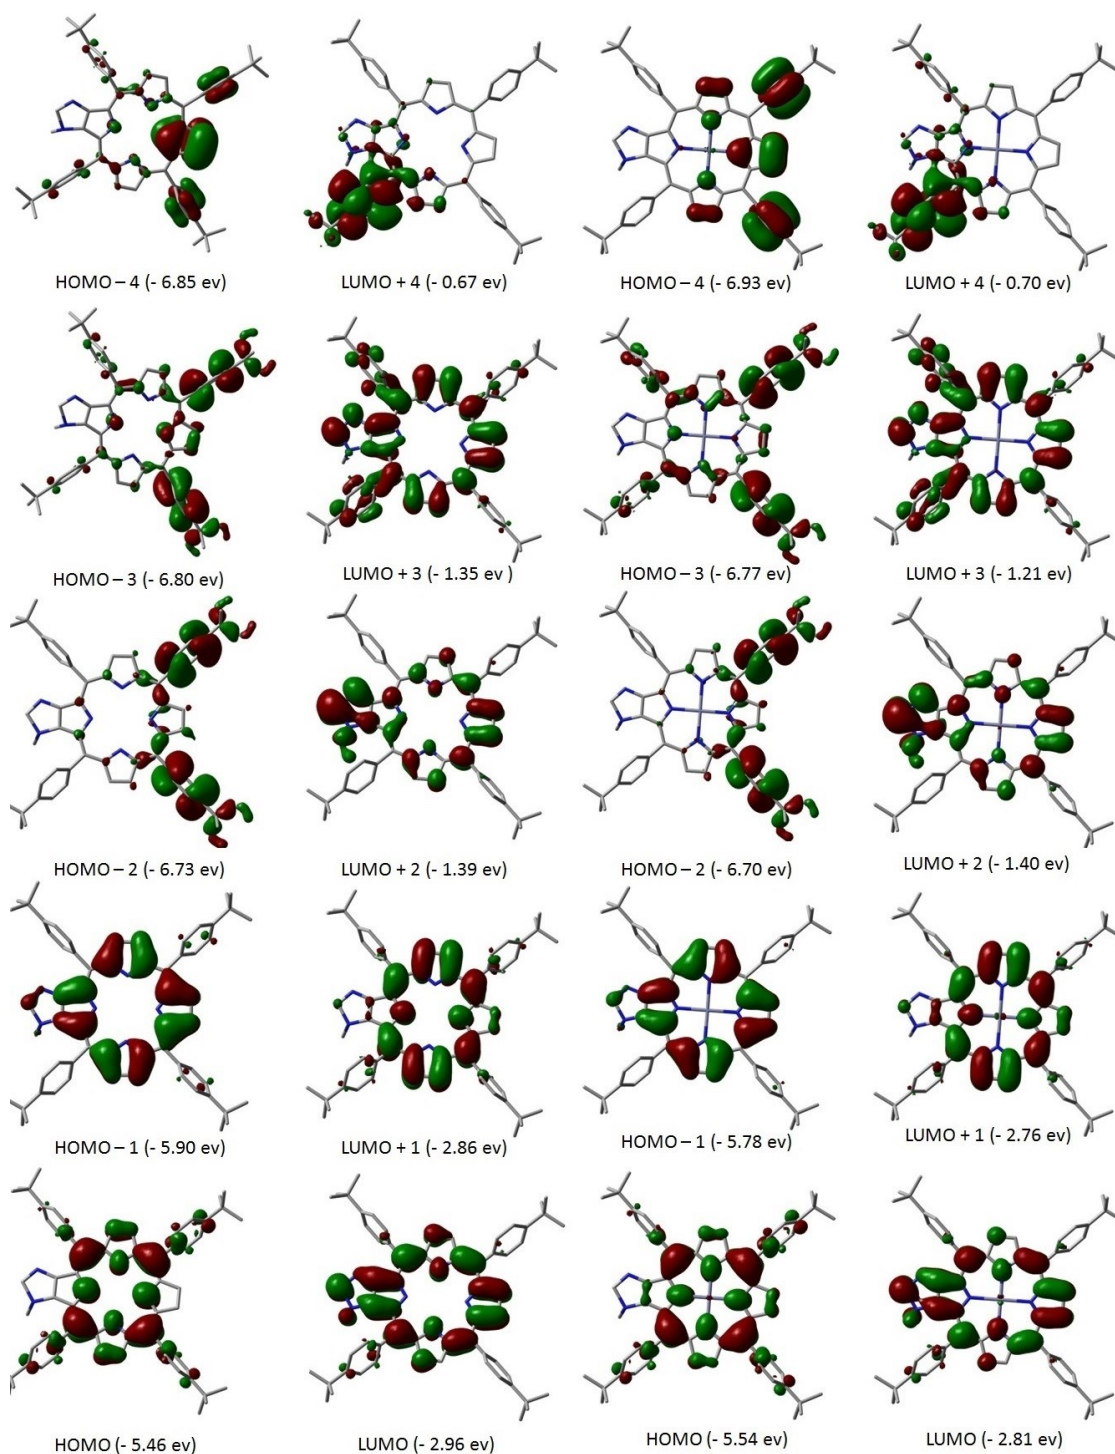 HOMO – 4 (- 6.85 ev) LUMO + 4 (- 0.67 ev) HOMO – 4 (- 6.93 ev) LUMO + 4 (- 0.70 ev)
HOMO – 3 (- 6.80 ev) LUMO + 3 (- 1.35 ev ) HOMO – 3 (- 6.77 ev) LUMO + 3 (- 1.21 ev)
HOMO – 2 (- 6.73 ev) LUMO + 2 (- 1.39 ev) HOMO – 2 (- 6.70 ev) LUMO + 2 (- 1.40 ev)
HOMO – 1 (- 5.90 ev) LUMO + 1 (- 2.86 ev) HOMO – 1 (- 5.78 ev) LUMO + 1 (- 2.76 ev)
HOMO (- 5.46 ev) LUMO (- 2.96 ev) HOMO (- 5.54 ev) LUMO (- 2.81 ev)